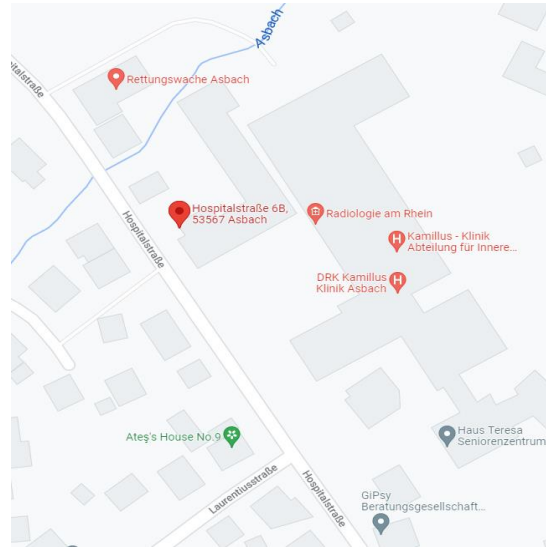 Asbach
italstraße
Rettungswache Asbach
Hospitalstraße 6B,
53567 Asbach
Hospitalstraße
Radiologie am Rhein
Kamillus - Klinik
Abteilung für Innere...
DRK Kamillus
Klinik Asbach
Ateş's House No.9
Haus Teresa
Seniorenzentrum
Laurentiusstraße
Hospitalstraße
GiPsy
Beratungsgesellschaft...